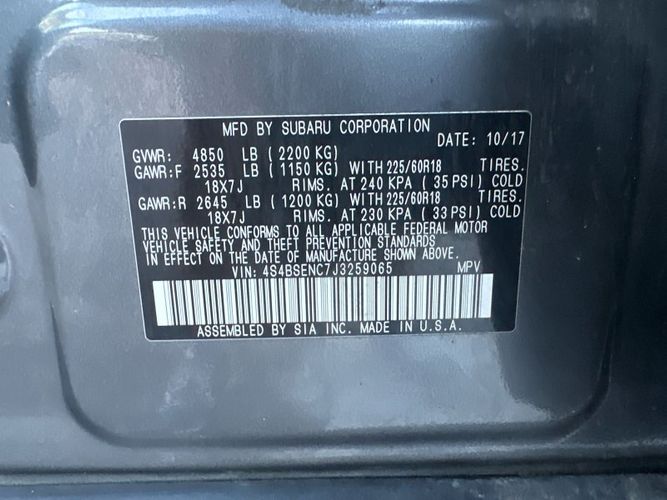 MFD BY SUBARU CORPORATION
DATE: 10/17
GVWR: 4850 LB (2200 KG)
GAWR:F 2535 LB (1150 KG) WITH 225/60R18 TIRES.
18X7J RIMS. AT 240 KPA (35 PSI) COLD
GAWR:R 2645 LB (1200 KG) WITH 225/60R18 TIRES.
18X7J RIMS. AT 230 KPA (33 PSI) COLD
THIS VEHICLE CONFORMS TO ALL APPLICABLE FEDERAL MOTOR
VEHICLE SAFETY AND THEFT PREVENTION STANDARDS
IN EFFECT ON THE DATE OF MANUFACTURE SHOWN ABOVE.
VIN: 4S4BSENC7J3259065 MPV
ASSEMBLED BY SIA INC. MADE IN U.S.A.